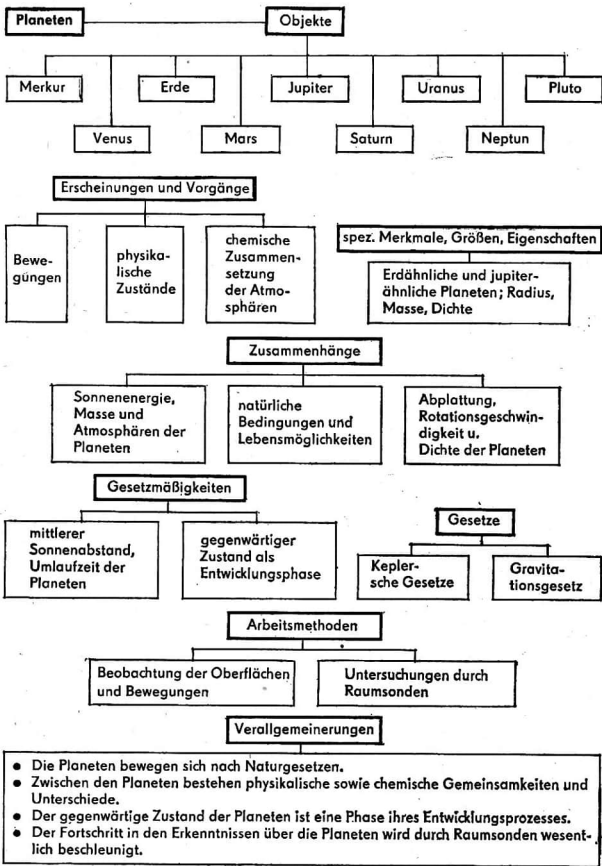 Planeten
Objekte
Merkur
Erde
Jupiter
Uranus
Pluto
Venus
Mars
Saturn
Neptun
Erscheinungen und Vorgänge
Bewe-
güngen
physika-
lische
Zustände
chemische
Zusammen-
setzung
der Atmo-
sphären
spez. Merkmale, Größen, Eigenschaften
Erdähnliche und jupiter-
ähnliche Planeten; Radius,
Masse, Dichte
Zusammenhänge
Sonnenenergie,
Masse und
Atmosphären der
Planeten
natürliche
Bedingungen und
Lebensmöglichkeiten
Abplattung,
Rotationsgeschwin-
digkeit u.
Dichte der Planeten
Gesetzmäßigkeiten
mittlerer
Sonnenabstand,
Umlaufzeit der
Planeten
gegenwärtiger
Zustand als
Entwicklungsphase
Gesetze
Kepler-
sche Gesetze
Gravita-
tionsgesetz
Arbeitsmethoden
Beobachtung der Oberflächen
und Bewegungen
Untersuchungen durch
Raumsonden
Verallgemeinerungen
• Die Planeten bewegen sich nach Naturgesetzen.
• Zwischen den Planeten bestehen physikalische sowie chemische Gemeinsamkeiten und
Unterschiede.
• Der gegenwärtige Zustand der Planeten ist eine Phase ihres Entwicklungsprozesses.
• Der Fortschritt in den Erkenntnissen über die Planeten wird durch Raumsonden wesent-
lich beschleunigt.